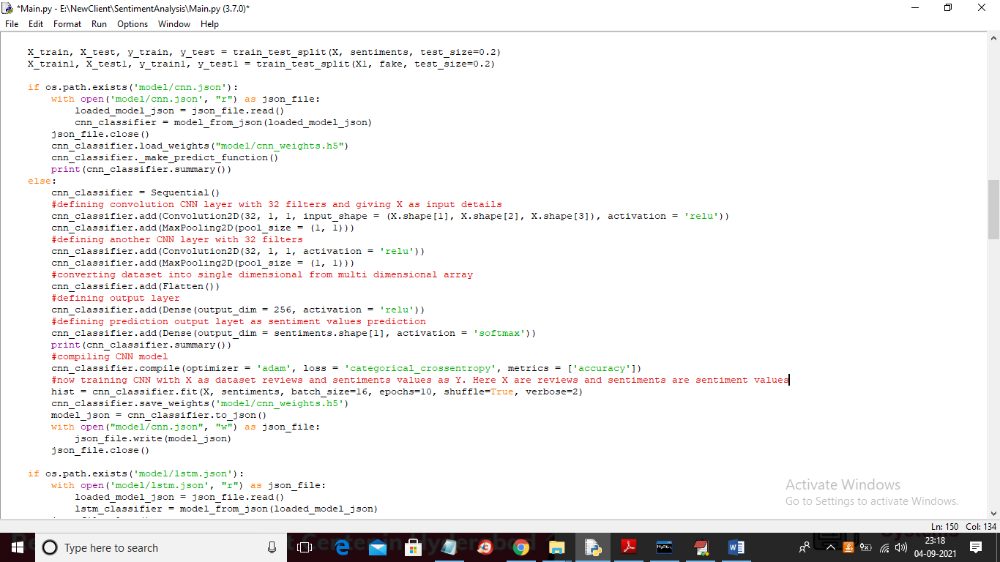 *Main.py - E:\NewClient\SentimentAnalysis\Main.py (3.7.0)*
File Edit Format Run Options Window Help
X_train, X_test, y_train, y_test = train_test_split(X, sentiments, test_size=0.2)
X_train1, X_test1, y_train1, y_test1 = train_test_split(X1, fake, test_size=0.2)
if os.path.exists('model/cnn.json'):
with open('model/cnn.json', "r") as json_file:
loaded_model_json = json_file.read()
cnn_classifier = model_from_json(loaded_model_json)
json_file.close()
cnn_classifier.load_weights("model/cnn_weights.h5")
cnn_classifier._make_predict_function()
print(cnn_classifier.summary())
else:
cnn_classifier = Sequential()
#defining convolution CNN layer with 32 filters and giving X as input details
cnn_classifier.add(Convolution2D(32, 1, 1, input_shape = (X.shape[1], X.shape[2], X.shape[3]), activation = 'relu'))
cnn_classifier.add(MaxPooling2D(pool_size = (1, 1)))
#defining another CNN layer with 32 filters
cnn_classifier.add(Convolution2D(32, 1, 1, activation = 'relu'))
cnn_classifier.add(MaxPooling2D(pool_size = (1, 1)))
#converting dataset into single dimensional from multi dimensional array
cnn_classifier.add(Flatten())
#defining output layer
cnn_classifier.add(Dense(output_dim = 256, activation = 'relu'))
#defining prediction output layet as sentiment values prediction
cnn_classifier.add(Dense(output_dim = sentiments.shape[1], activation = 'softmax'))
print(cnn_classifier.summary())
#compiling CNN model
cnn_classifier.compile(optimizer = 'adam', loss = 'categorical_crossentropy', metrics = ['accuracy'])
#now training CNN with X as dataset reviews and sentiments values as Y. Here X are reviews and sentiments are sentiment values
hist = cnn_classifier.fit(X, sentiments, batch_size=16, epochs=10, shuffle=True, verbose=2)
cnn_classifier.save_weights('model/cnn_weights.h5')
model_json = cnn_classifier.to_json()
with open("model/cnn.json", "w") as json_file:
json_file.write(model_json)
json_file.close()
if os.path.exists('model/lstm.json'):
with open('model/lstm.json', "r") as json_file:
loaded_model_json = json_file.read()
lstm_classifier = model_from_json(loaded_model_json)
Activate Windows
Go to Settings to activate Windows.
Ln: 150 Col: 134
Type here to search
MySQL
23:18
04-09-2021